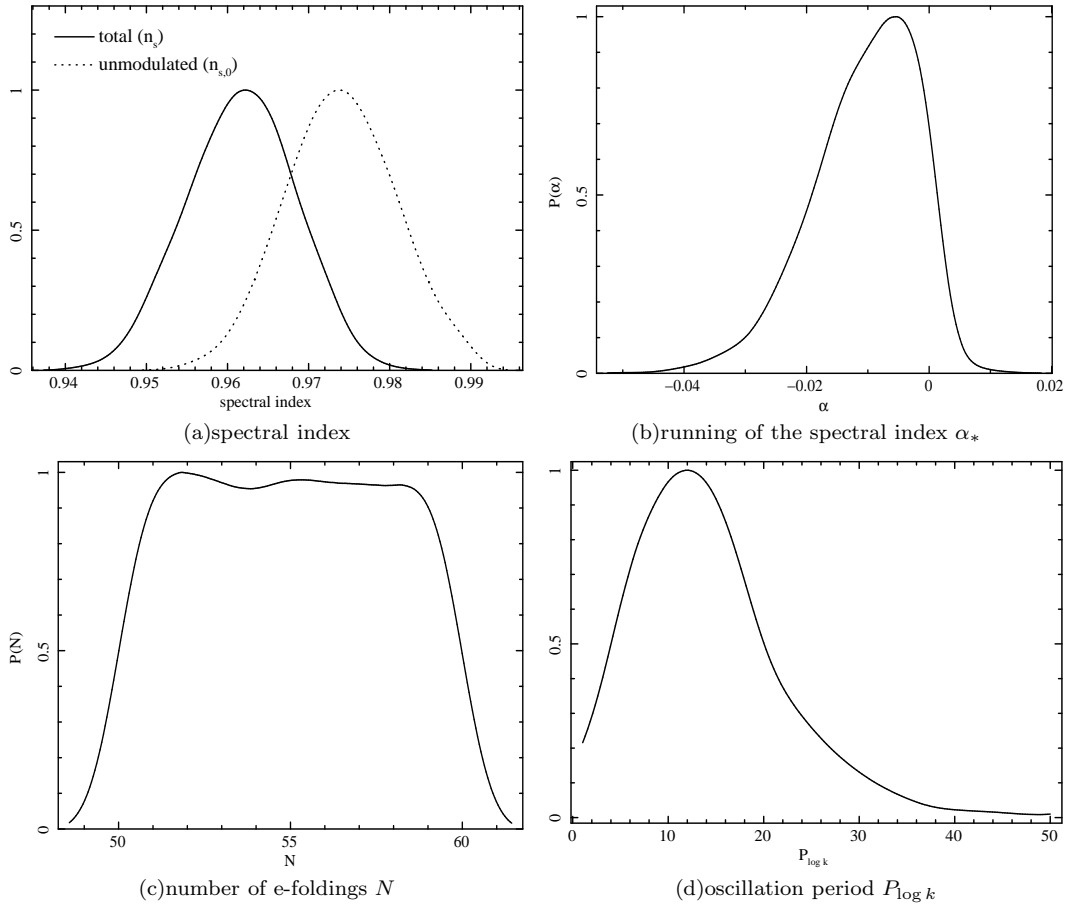 total (n_s)
unmodulated (n_s,0)
0 0.5 1
0.94 0.95 0.96 0.97 0.98 0.99
spectral index
(a)spectral index
P(α)
0 0.5 1
−0.04 −0.02 0 0.02
α
(b)running of the spectral index α∗
P(N)
0 0.5 1
50 55 60
N
(c)number of e-foldings N
0 0.5 1
0 10 20 30 40 50
P_log k
(d)oscillation period P_log k